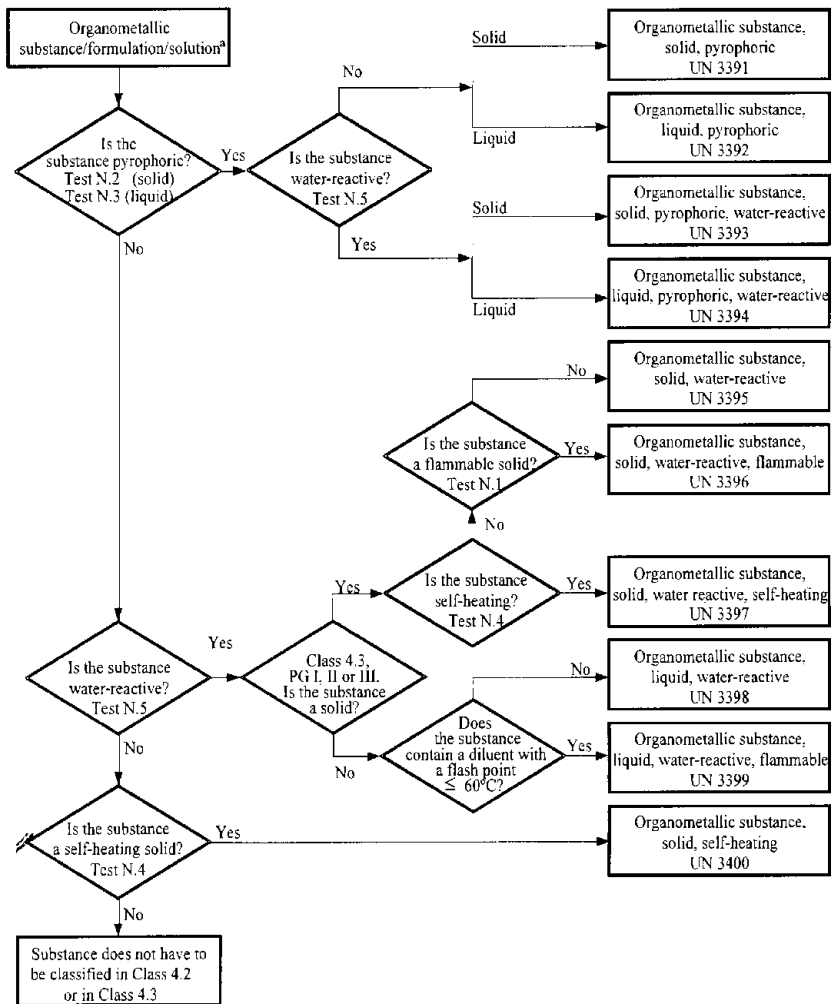 Organometallic
substance/formulation/solutionª
Solid
Organometallic substance,
solid, pyrophoric
UN 3391
No
Liquid
Organometallic substance,
liquid, pyrophoric
UN 3392
Is the
substance pyrophoric?
Test N.2 (solid)
Test N.3 (liquid)
Yes
Is the substance
water-reactive?
Test N.5
Solid
Organometallic substance,
solid, pyrophoric, water-reactive
UN 3393
No
Yes
Liquid
Organometallic substance,
liquid, pyrophoric, water-reactive
UN 3394
No
Organometallic substance,
solid, water-reactive
UN 3395
Is the substance
a flammable solid?
Test N.1
Yes
Organometallic substance,
solid, water-reactive, flammable
UN 3396
No
Yes
Is the substance
self-heating?
Test N.4
Yes
Organometallic substance,
solid, water reactive, self-heating
UN 3397
Is the substance
water-reactive?
Test N.5
Yes
Class 4.3,
PG I, II or III.
Is the substance
a solid?
No
Organometallic substance,
liquid, water-reactive
UN 3398
No
No
Does
the substance
contain a diluent with
a flash point
≤ 60°C?
Yes
Organometallic substance,
liquid, water-reactive, flammable
UN 3399
Is the substance
a self-heating solid?
Test N.4
Yes
Organometallic substance,
solid, self-heating
UN 3400
No
Substance does not have to
be classified in Class 4.2
or in Class 4.3